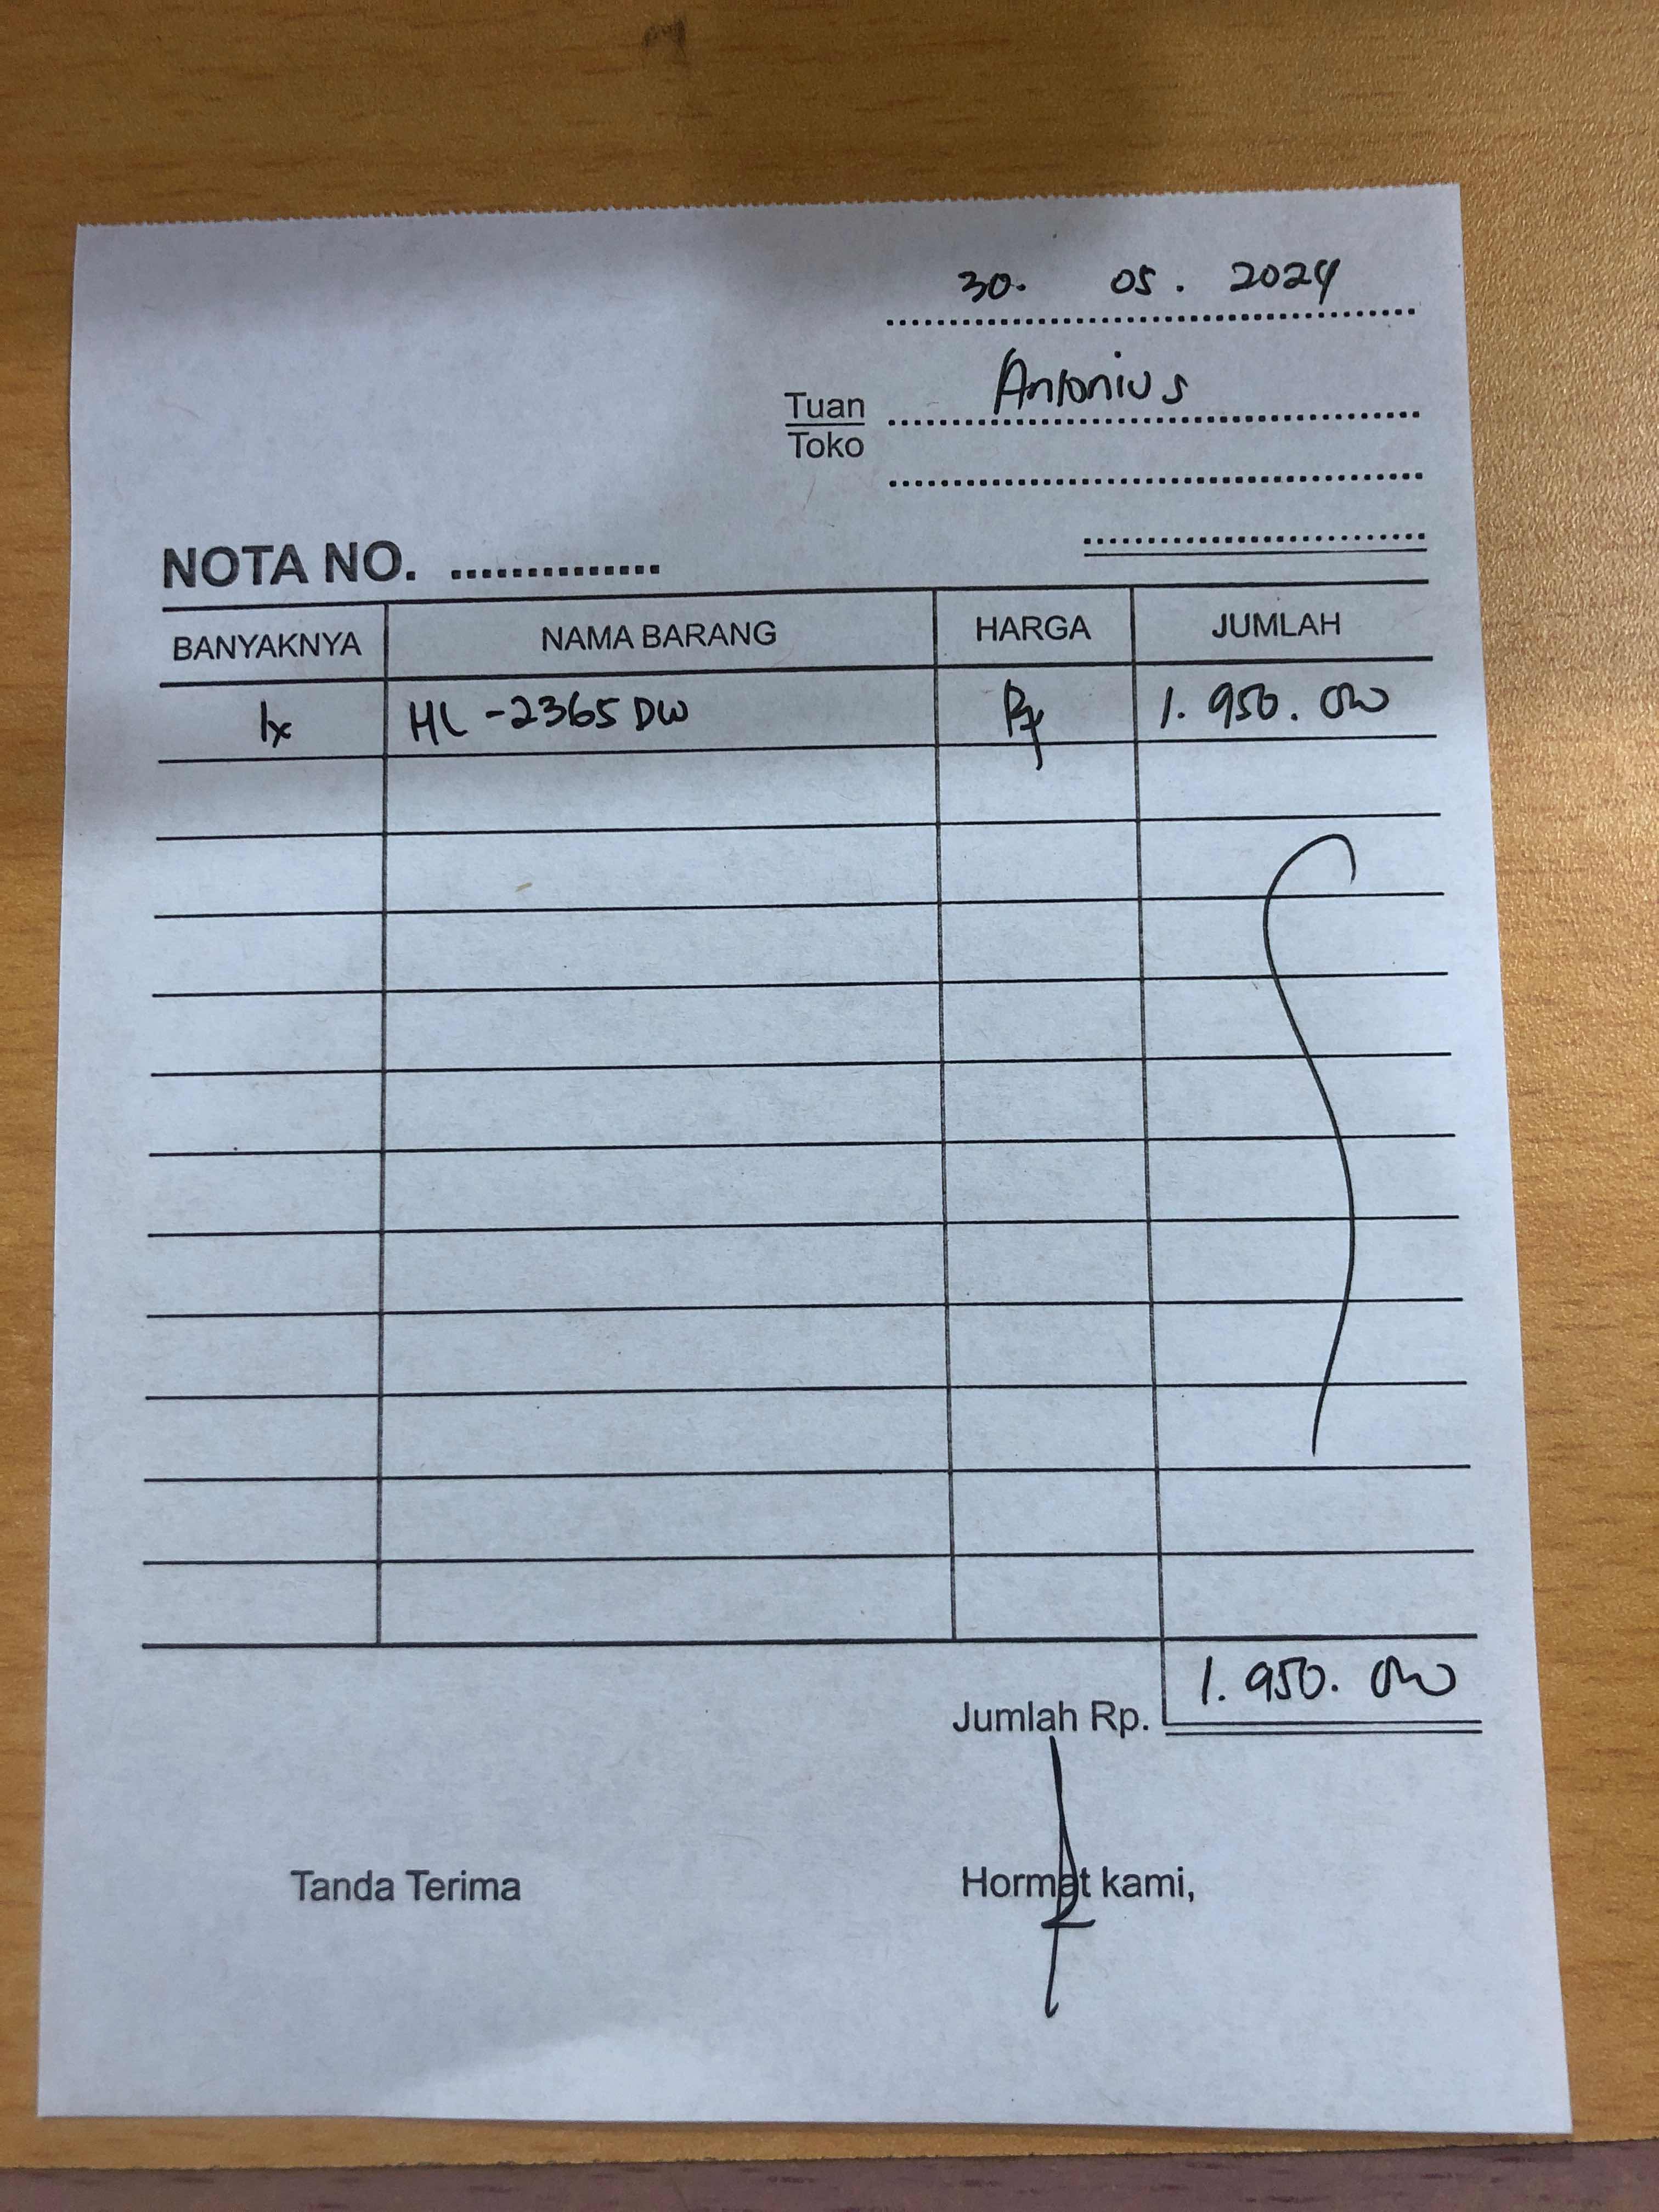 30. 05. 2024
Tuan Antonius
Toko
NOTA NO. ..............
BANYAKNYA NAMA BARANG HARGA JUMLAH
1x HL-2365DW Rp 1.950.000
Jumlah Rp. 1.950.000
Tanda Terima Hormat kami,